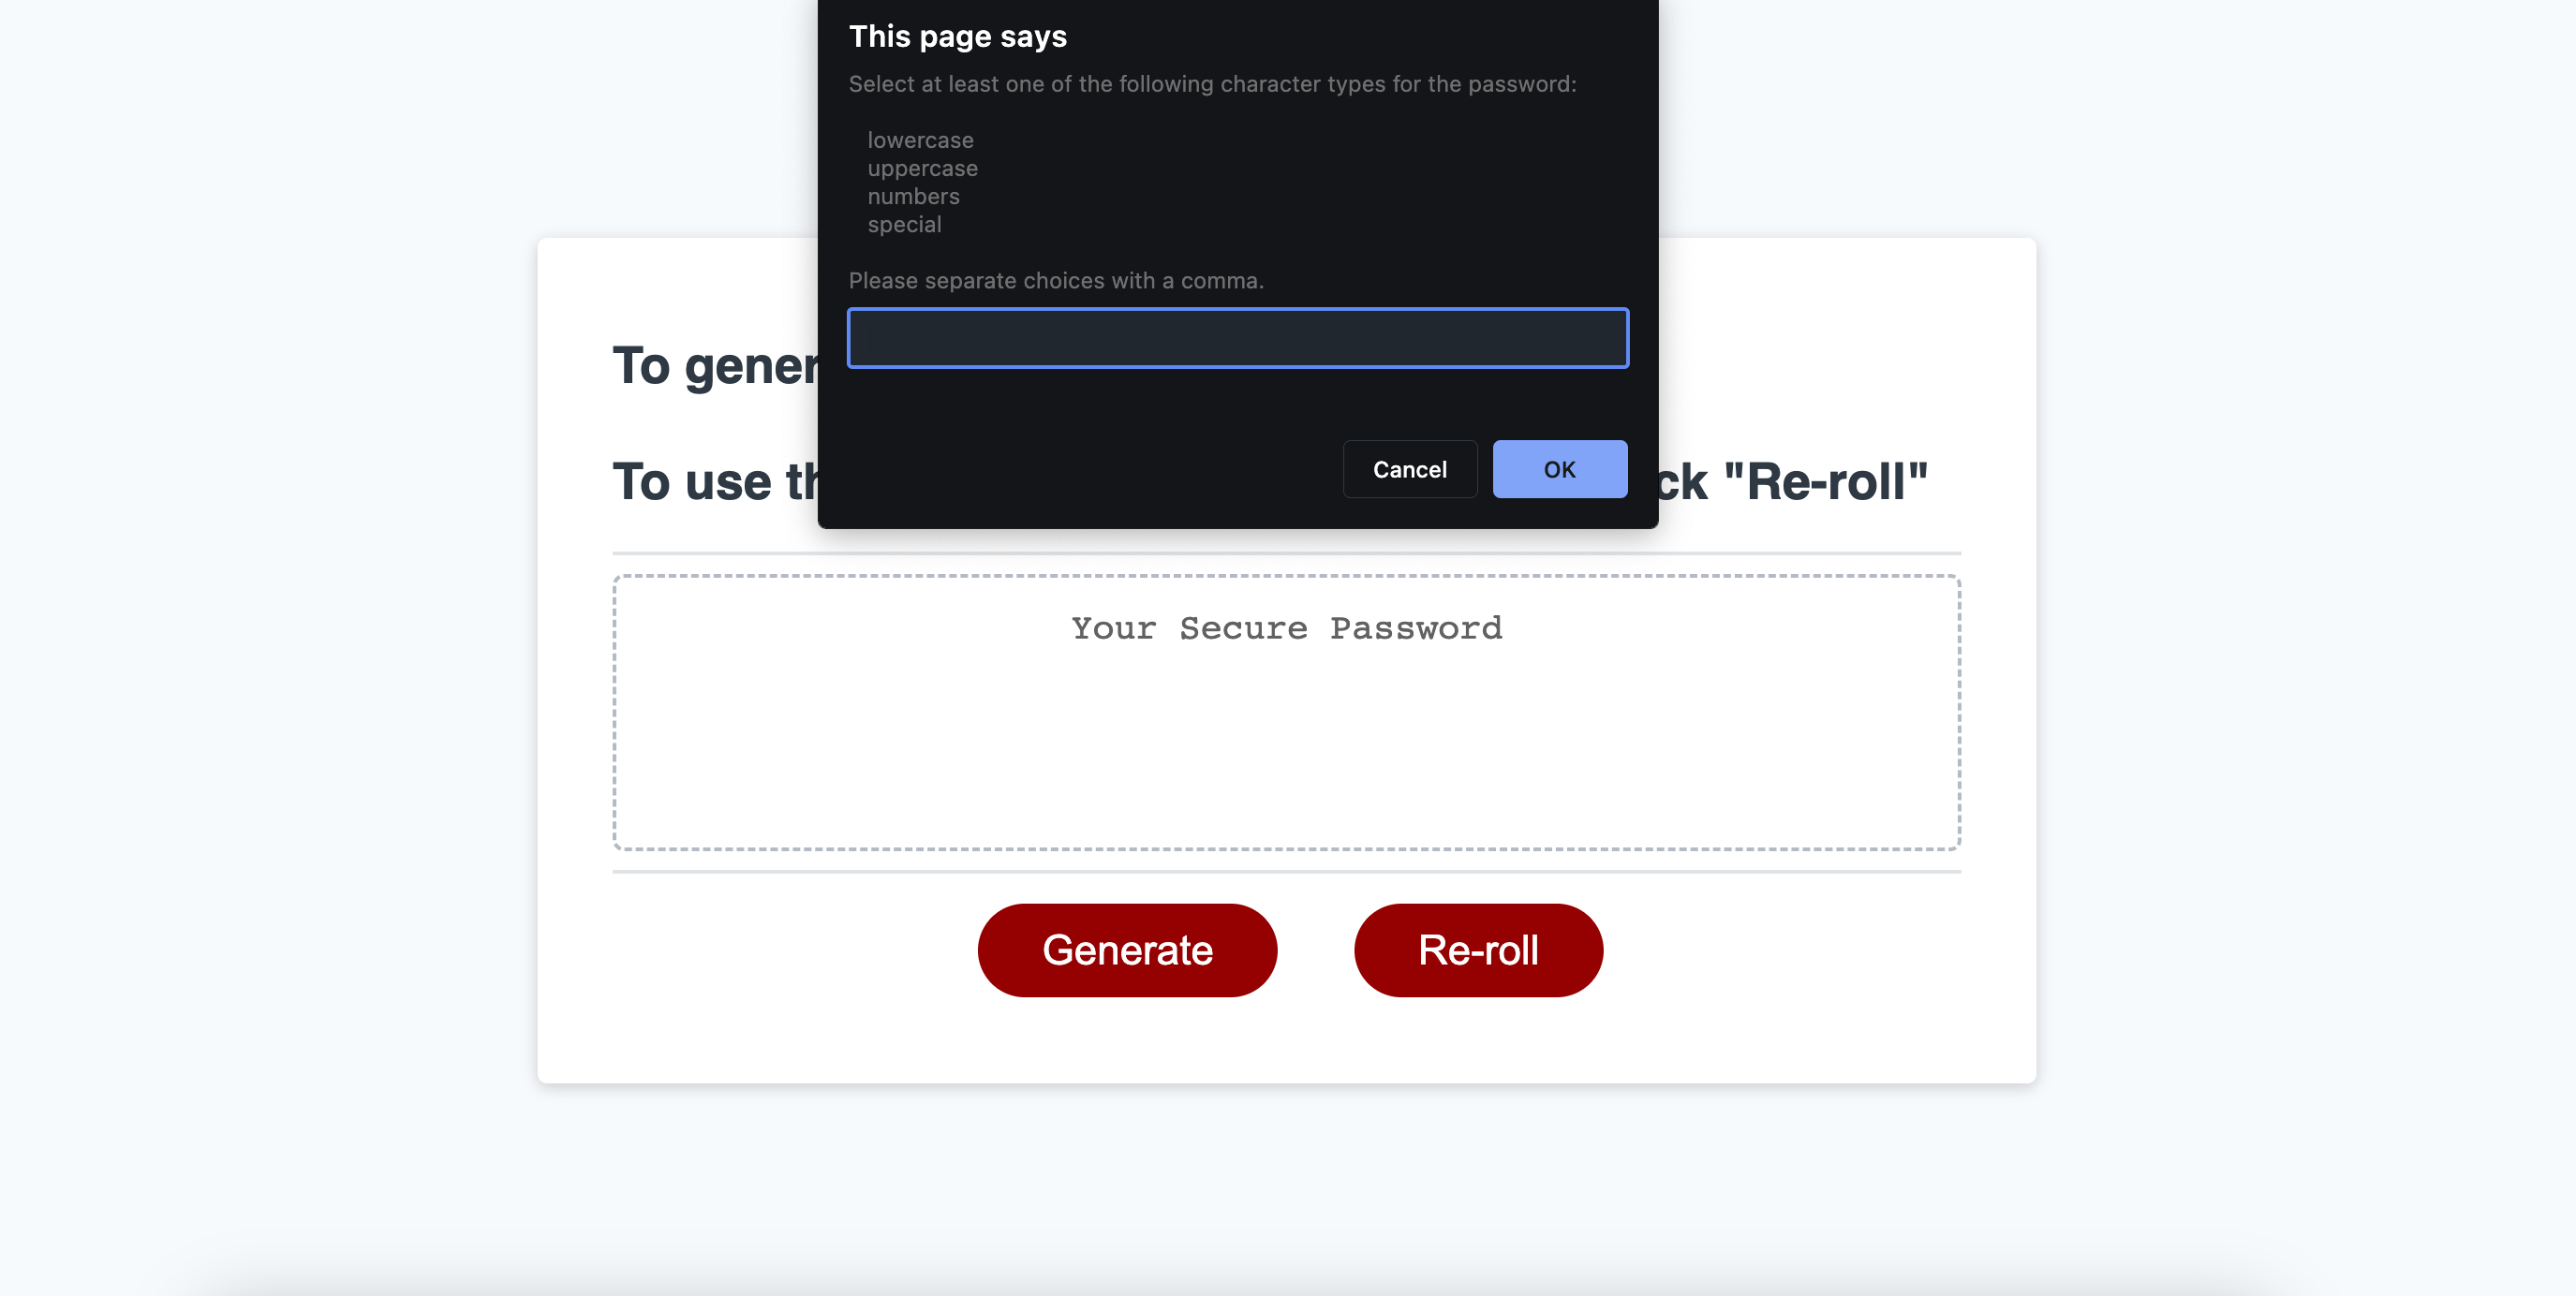 This page says
Select at least one of the following character types for the password:
lowercase
uppercase
numbers
special
Please separate choices with a comma.
Cancel
OK
To gener
To use th ck "Re-roll"
Your Secure Password
Generate
Re-roll